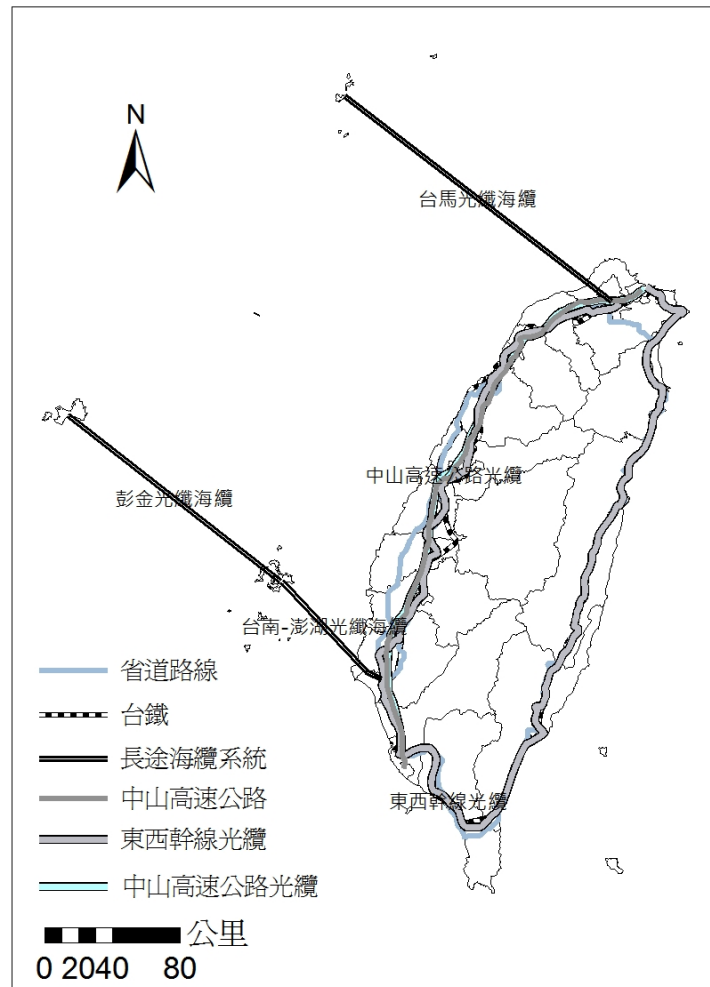 N
台馬光纖海纜
中山高速公路光纜
彭金光纖海纜
台南-澎湖光纖海纜
東西幹線光纜
省道路線
台鐵
長途海纜系統
中山高速公路
東西幹線光纜
中山高速公路光纜
公里
0 2040 80